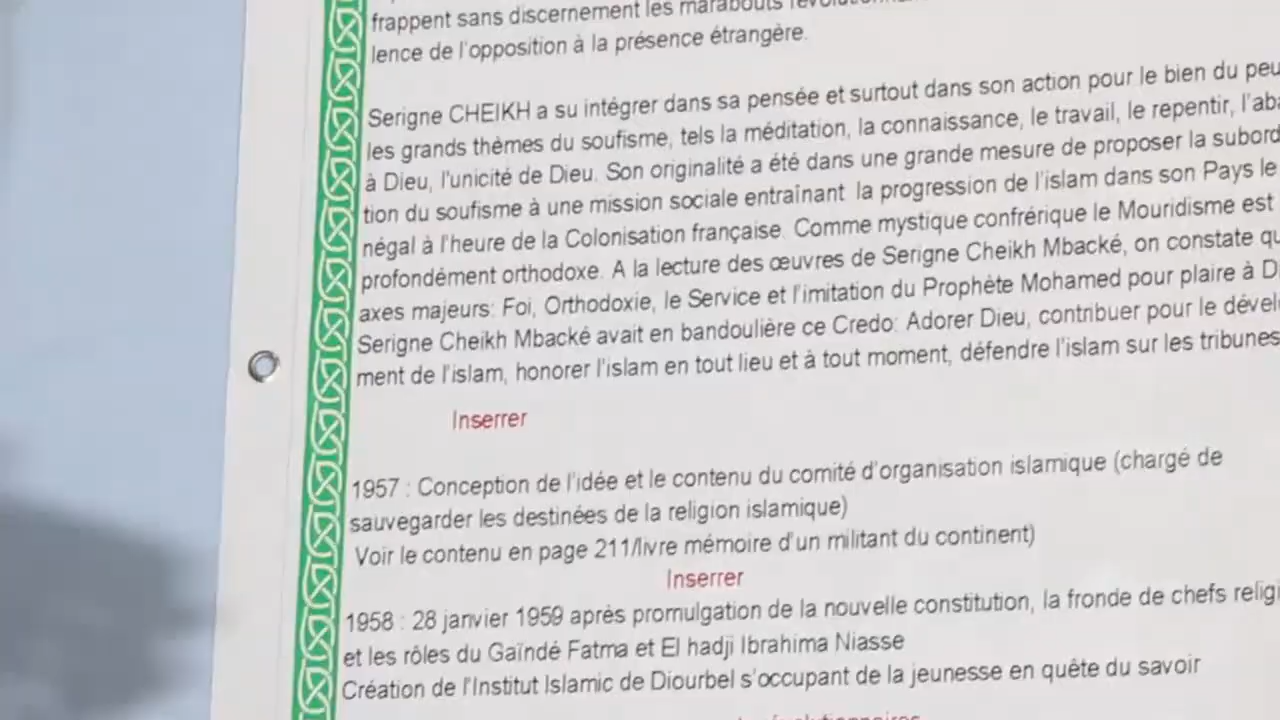 frappent sans discernement les marabouts
lence de l'opposition à la présence étrangère.
Serigne CHEIKH a su intégrer dans sa pensée et surtout dans son action pour le bien du peu
les grands thèmes du soufisme, tels la méditation, la connaissance, le travail, le repentir, l'aba
à Dieu, l'unicité de Dieu. Son originalité a été dans une grande mesure de proposer la subord
tion du soufisme à une mission sociale entraînant la progression de l'islam dans son Pays le
négal à l'heure de la Colonisation française. Comme mystique confrérique le Mouridisme est
profondément orthodoxe. A la lecture des œuvres de Serigne Cheikh Mbacké, on constate qu
axes majeurs: Foi, Orthodoxie, le Service et l'imitation du Prophète Mohamed pour plaire à D
Serigne Cheikh Mbacké avait en bandoulière ce Credo: Adorer Dieu, contribuer pour le dével
ment de l'islam, honorer l'islam en tout lieu et à tout moment, défendre l'islam sur les tribunes
Inserrer
1957 : Conception de l'idée et le contenu du comité d'organisation islamique (chargé de
sauvegarder les destinées de la religion islamique)
Voir le contenu en page 211/livre mémoire d'un militant du continent)
Inserrer
1958 : 28 janvier 1959 après promulgation de la nouvelle constitution, la fronde de chefs religi
et les rôles du Gaïndé Fatma et El hadji Ibrahima Niasse
Création de l'Institut Islamic de Diourbel s'occupant de la jeunesse en quête du savoir